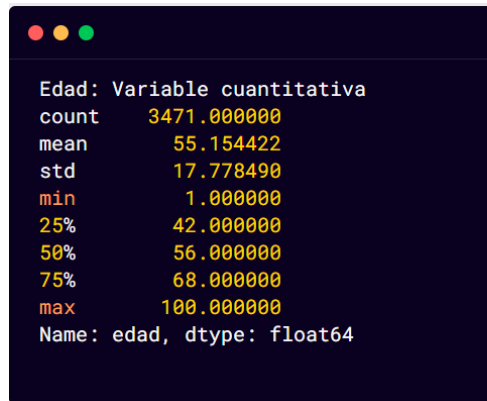 Edad: Variable cuantitativa
count 3471.000000
mean 55.154422
std 17.778490
min 1.000000
25% 42.000000
50% 56.000000
75% 68.000000
max 100.000000
Name: edad, dtype: float64